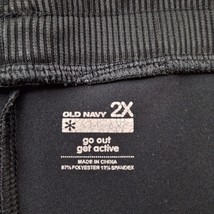 OLD NAVY 2X
*
go out
get active
MADE IN CHINA
87% POLYESTER 13% SPANDEX